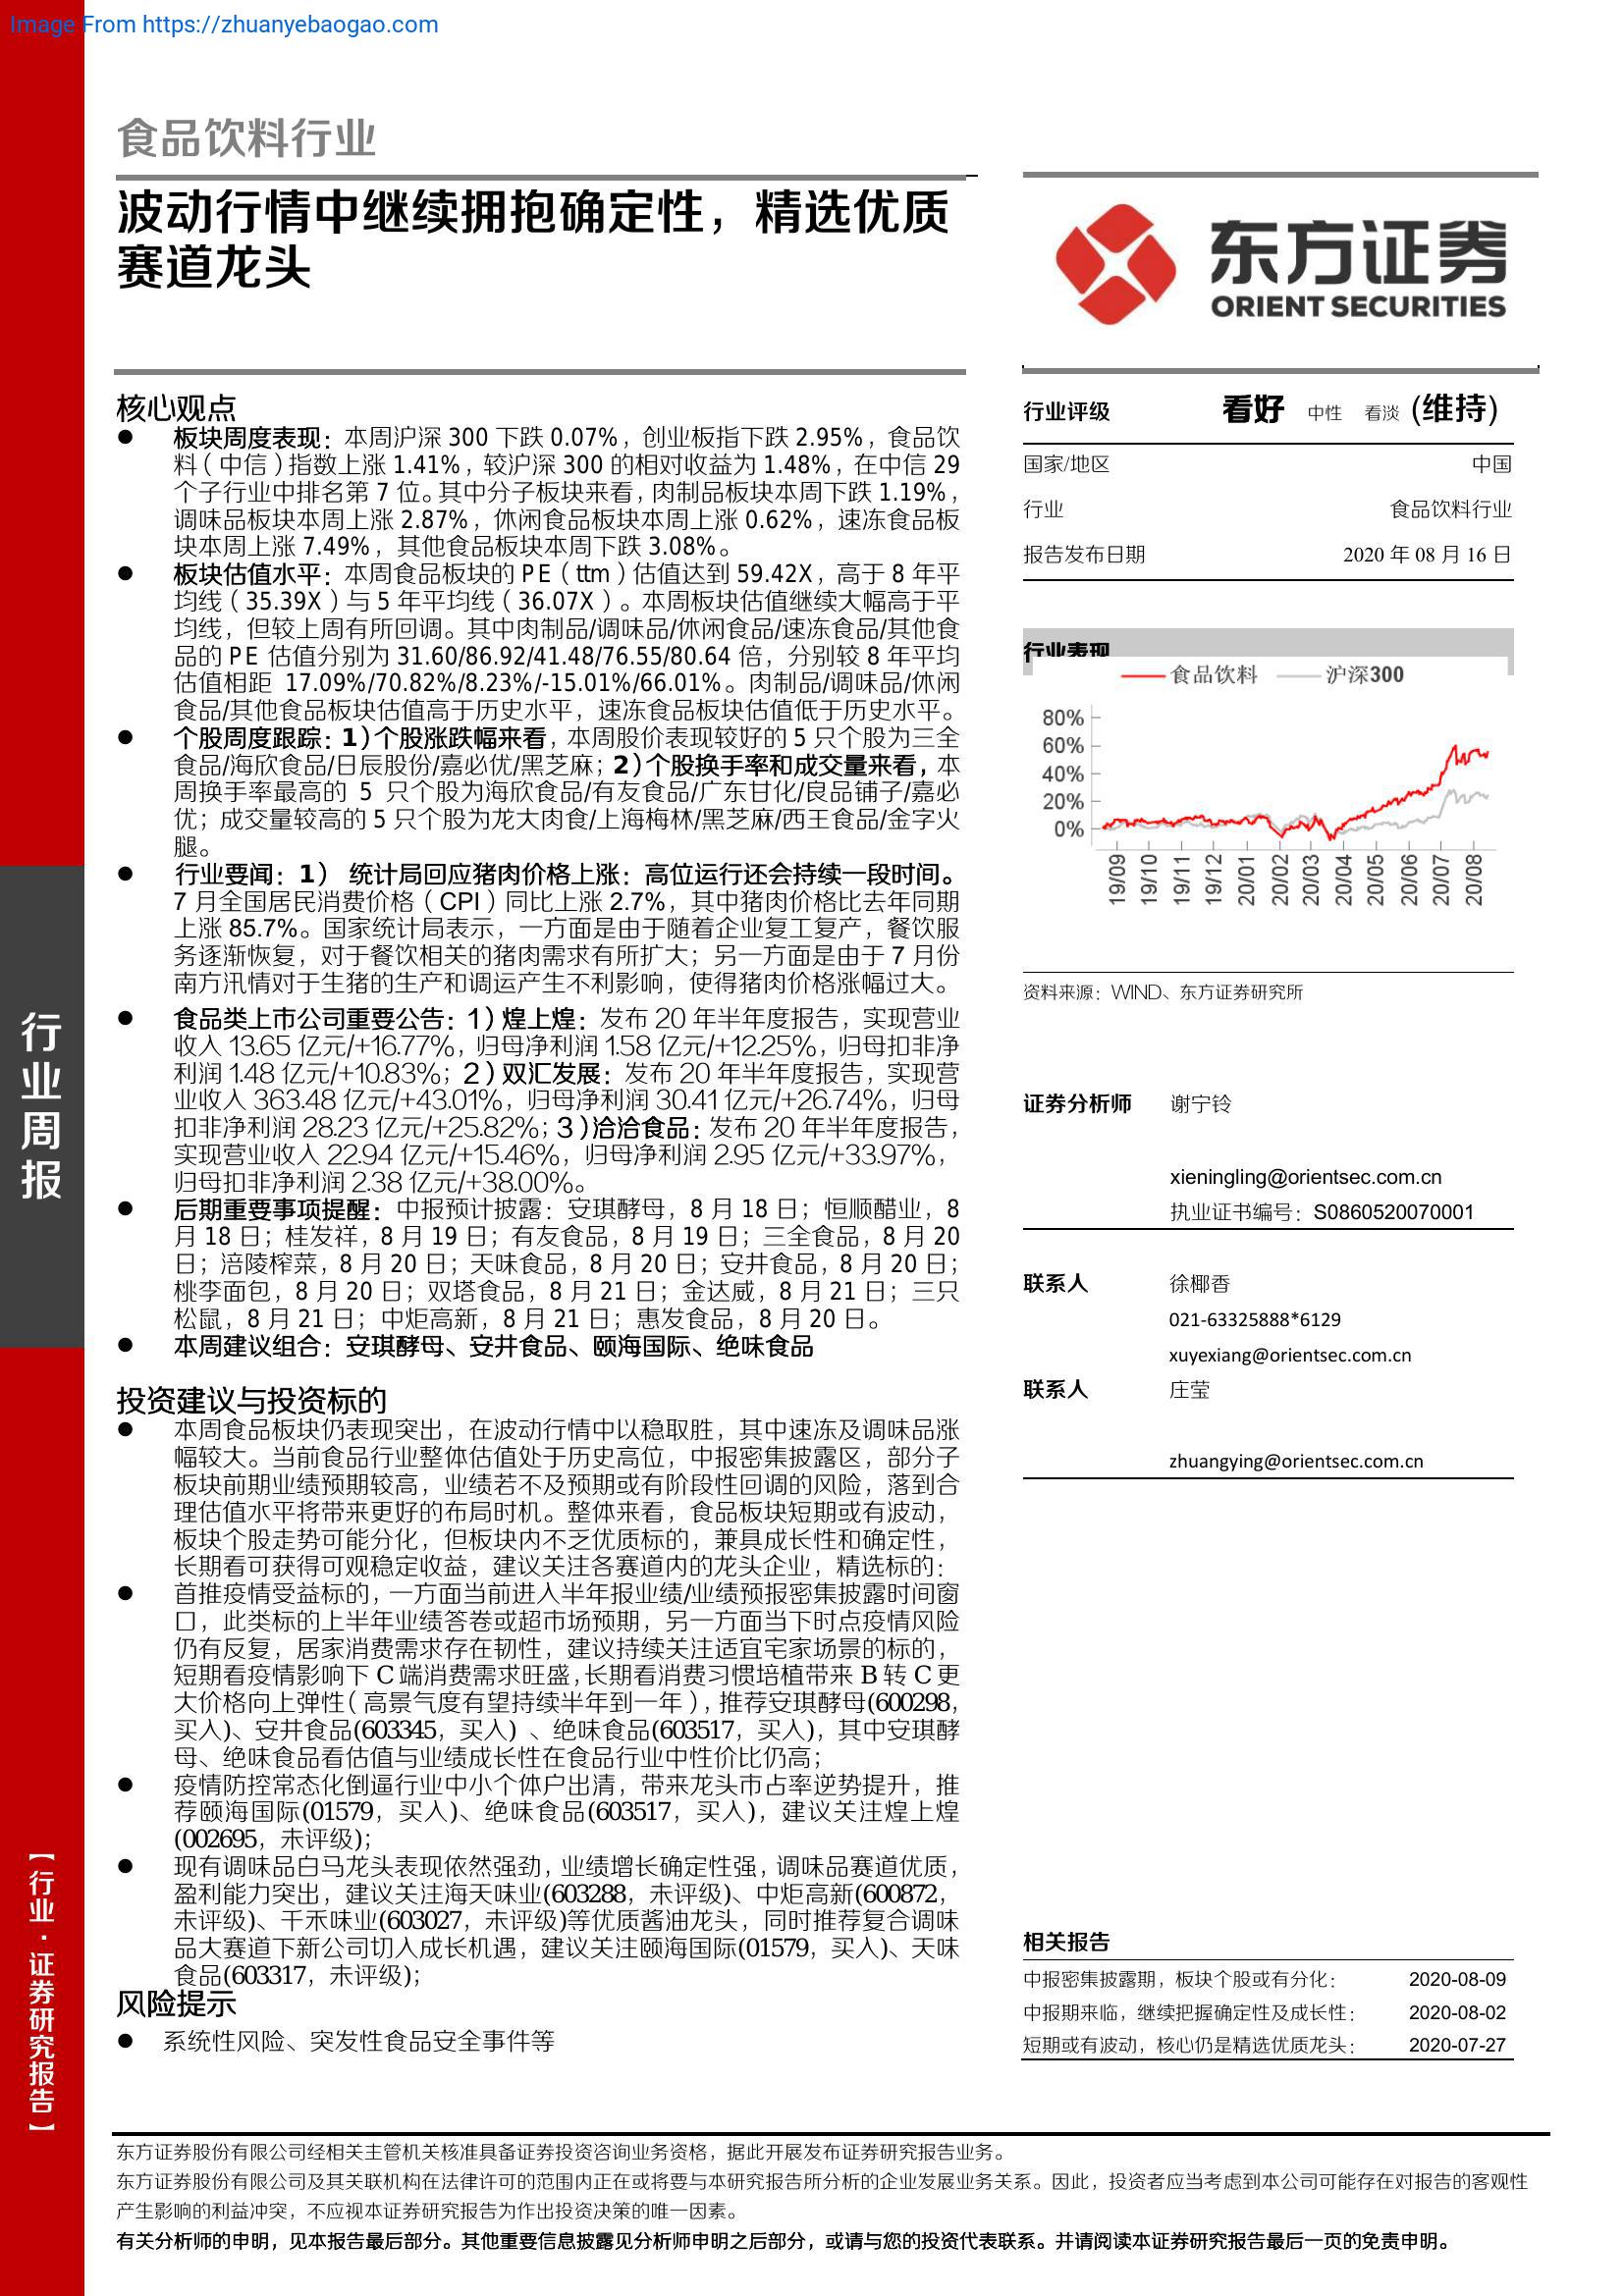 Image From https://zhuanyebaogao.com
食品饮料行业
波动行情中继续拥抱确定性，精选优质
赛道龙头
核心观点
● 板块周度表现：本周沪深 300 下跌 0.07%，创业板指下跌 2.95%，食品饮
料（中信）指数上涨 1.41%，较沪深 300 的相对收益为 1.48%，在中信 29
个子行业中排名第 7 位。其中分子板块来看，肉制品板块本周下跌 1.19%，
调味品板块本周上涨 2.87%，休闲食品板块本周上涨 0.62%，速冻食品板
块本周上涨 7.49%，其他食品板块本周下跌 3.08%。
● 板块估值水平：本周食品板块的 PE（ttm）估值达到 59.42X，高于 8 年平
均线（35.39X）与 5 年平均线（36.07X）。本周板块估值继续大幅高于平
均线，但较上周有所回调。其中肉制品/调味品/休闲食品/速冻食品/其他食
品的 PE 估值分别为 31.60/86.92/41.48/76.55/80.64 倍，分别较 8 年平均
估值相距 17.09%/70.82%/8.23%/-15.01%/66.01%。肉制品/调味品/休闲
食品/其他食品板块估值高于历史水平，速冻食品板块估值低于历史水平。
● 个股周度跟踪：1）个股涨跌幅来看，本周股价表现较好的 5 只个股为三全
食品/海欣食品/日辰股份/嘉必优/黑芝麻；2）个股换手率和成交量来看，本
周换手率最高的 5 只个股为海欣食品/有友食品/广东甘化/良品铺子/嘉必
优；成交量较高的 5 只个股为龙大肉食/上海梅林/黑芝麻/西王食品/金字火
腿。
● 行业要闻：1） 统计局回应猪肉价格上涨：高位运行还会持续一段时间。
7 月全国居民消费价格（CPI）同比上涨 2.7%，其中猪肉价格比去年同期
上涨 85.7%。国家统计局表示，一方面是由于随着企业复工复产，餐饮服
务逐渐恢复，对于餐饮相关的猪肉需求有所扩大；另一方面是由于 7 月份
南方汛情对于生猪的生产和调运产生不利影响，使得猪肉价格涨幅过大。
● 食品类上市公司重要公告：1）煌上煌：发布 20 年半年度报告，实现营业
收入 13.65 亿元/+16.77%，归母净利润 1.58 亿元/+12.25%，归母扣非净
利润 1.48 亿元/+10.83%；2）双汇发展：发布 20 年半年度报告，实现营
业收入 363.48 亿元/+43.01%，归母净利润 30.41 亿元/+26.74%，归母
扣非净利润 28.23 亿元/+25.82%；3）洽洽食品：发布 20 年半年度报告，
实现营业收入 22.94 亿元/+15.46%，归母净利润 2.95 亿元/+33.97%，
归母扣非净利润 2.38 亿元/+38.00%。
● 后期重要事项提醒：中报预计披露：安琪酵母，8 月 18 日；恒顺醋业，8
月 18 日；桂发祥，8 月 19 日；有友食品，8 月 19 日；三全食品，8 月 20
日；涪陵榨菜，8 月 20 日；天味食品，8 月 20 日；安井食品，8 月 20 日；
桃李面包，8 月 20 日；双塔食品，8 月 21 日；金达威，8 月 21 日；三只
松鼠，8 月 21 日；中炬高新，8 月 21 日；惠发食品，8 月 20 日。
● 本周建议组合：安琪酵母、安井食品、颐海国际、绝味食品
投资建议与投资标的
● 本周食品板块仍表现突出，在波动行情中以稳取胜，其中速冻及调味品涨
幅较大。当前食品行业整体估值处于历史高位，中报密集披露区，部分子
板块前期业绩预期较高，业绩若不及预期或有阶段性回调的风险，落到合
理估值水平将带来更好的布局时机。整体来看，食品板块短期或有波动，
板块个股走势可能分化，但板块内不乏优质标的，兼具成长性和确定性，
长期看可获得可观稳定收益，建议关注各赛道内的龙头企业，精选标的：
● 首推疫情受益标的，一方面当前进入半年报业绩/业绩预报密集披露时间窗
口，此类标的上半年业绩答卷或超市场预期，另一方面当下时点疫情风险
仍有反复，居家消费需求存在韧性，建议持续关注适宜宅家场景的标的，
短期看疫情影响下 C 端消费需求旺盛，长期看消费习惯培植带来 B 转 C 更
大价格向上弹性（高景气度有望持续半年到一年），推荐安琪酵母(600298，
买入)、安井食品(603345，买入) 、绝味食品(603517，买入)，其中安琪酵
母、绝味食品看估值与业绩成长性在食品行业中性价比仍高；
● 疫情防控常态化倒逼行业中小个体户出清，带来龙头市占率逆势提升，推
荐颐海国际(01579，买入)、绝味食品(603517，买入)，建议关注煌上煌
(002695，未评级)；
● 现有调味品白马龙头表现依然强劲，业绩增长确定性强，调味品赛道优质，
盈利能力突出，建议关注海天味业(603288，未评级)、中炬高新(600872，
未评级)、千禾味业(603027，未评级)等优质酱油龙头，同时推荐复合调味
品大赛道下新公司切入成长机遇，建议关注颐海国际(01579，买入)、天味
食品(603317，未评级)；
风险提示
● 系统性风险、突发性食品安全事件等
东方证券
ORIENT SECURITIES
行业评级 看好 中性 看淡 (维持)
国家/地区 中国
行业 食品饮料行业
报告发布日期 2020 年 08 月 16 日
行业表现
食品饮料 沪深300
80%
60%
40%
20%
0%
19/09 19/10 19/11 19/12 20/01 20/02 20/03 20/04 20/05 20/06 20/07 20/08
资料来源：WIND、东方证券研究所
证券分析师 谢宁铃
xieningling@orientsec.com.cn
执业证书编号：S0860520070001
联系人 徐椰香
021-63325888*6129
xuyexiang@orientsec.com.cn
联系人 庄莹
zhuangying@orientsec.com.cn
相关报告
中报密集披露期，板块个股或有分化： 2020-08-09
中报期来临，继续把握确定性及成长性： 2020-08-02
短期或有波动，核心仍是精选优质龙头： 2020-07-27
行业周报
【行业·证券研究报告】
东方证券股份有限公司经相关主管机关核准具备证券投资咨询业务资格，据此开展发布证券研究报告业务。
东方证券股份有限公司及其关联机构在法律许可的范围内正在或将要与本研究报告所分析的企业发展业务关系。因此，投资者应当考虑到本公司可能存在对报告的客观性
产生影响的利益冲突，不应视本证券研究报告为作出投资决策的唯一因素。
有关分析师的申明，见本报告最后部分。其他重要信息披露见分析师申明之后部分，或请与您的投资代表联系。并请阅读本证券研究报告最后一页的免责申明。